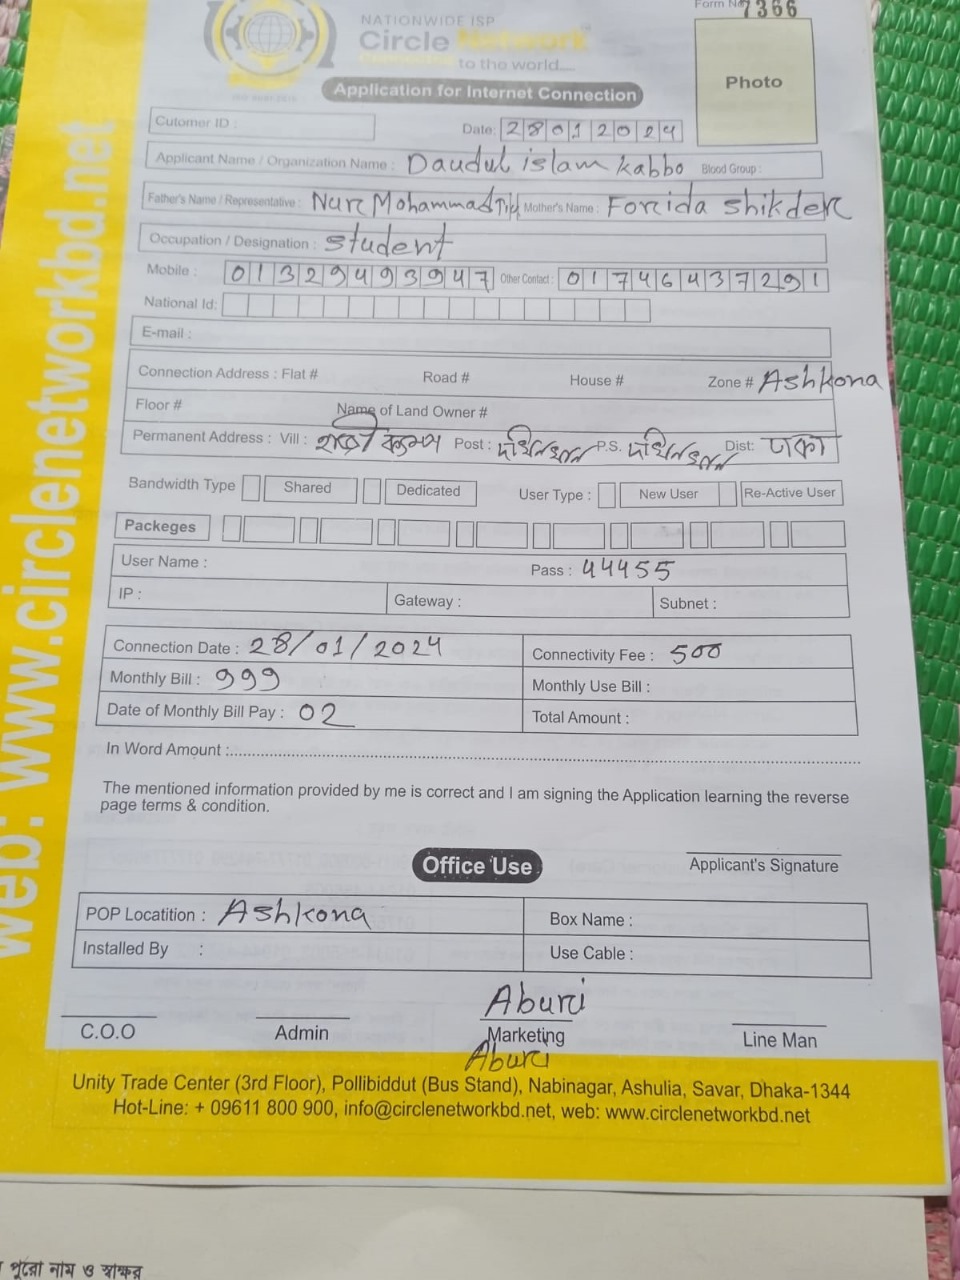 Form No 7366
NATIONWIDE ISP
Circle Network
to the world....
Application for Internet Connection
Photo
Cutomer ID :
Date: 28012024
Applicant Name / Organization Name : Daudul islam kabbo Blood Group :
Father's Name / Representative : Nur Mohammad Mother's Name : Forida Shikder
Occupation / Designation : student
Mobile : 01329493947 Other Contact : 01746437291
National Id:
E-mail :
Connection Address : Flat # Road # House # Zone # Ashkona
Floor # Name of Land Owner #
Permanent Address : Vill : Post : P.S. Dist: ঢাকা
Bandwidth Type Shared Dedicated User Type : New User Re-Active User
Packeges
User Name : Pass : 44455
IP : Gateway : Subnet :
Connection Date : 28/01/2024 Connectivity Fee : 500
Monthly Bill : 999 Monthly Use Bill :
Date of Monthly Bill Pay : 02 Total Amount :
In Word Amount :
The mentioned information provided by me is correct and I am signing the Application learning the reverse
page terms & condition.
Office Use
Applicant's Signature
POP Locatition : Ashkona Box Name :
Installed By : Use Cable :
Aburi
C.O.O Admin Marketing Line Man
Aburi
Unity Trade Center (3rd Floor), Pollibiddut (Bus Stand), Nabinagar, Ashulia, Savar, Dhaka-1344
Hot-Line: + 09611 800 900, info@circlenetworkbd.net, web: www.circlenetworkbd.net
web: www.circlenetworkbd.net
পুরো নাম ও স্বাক্ষর